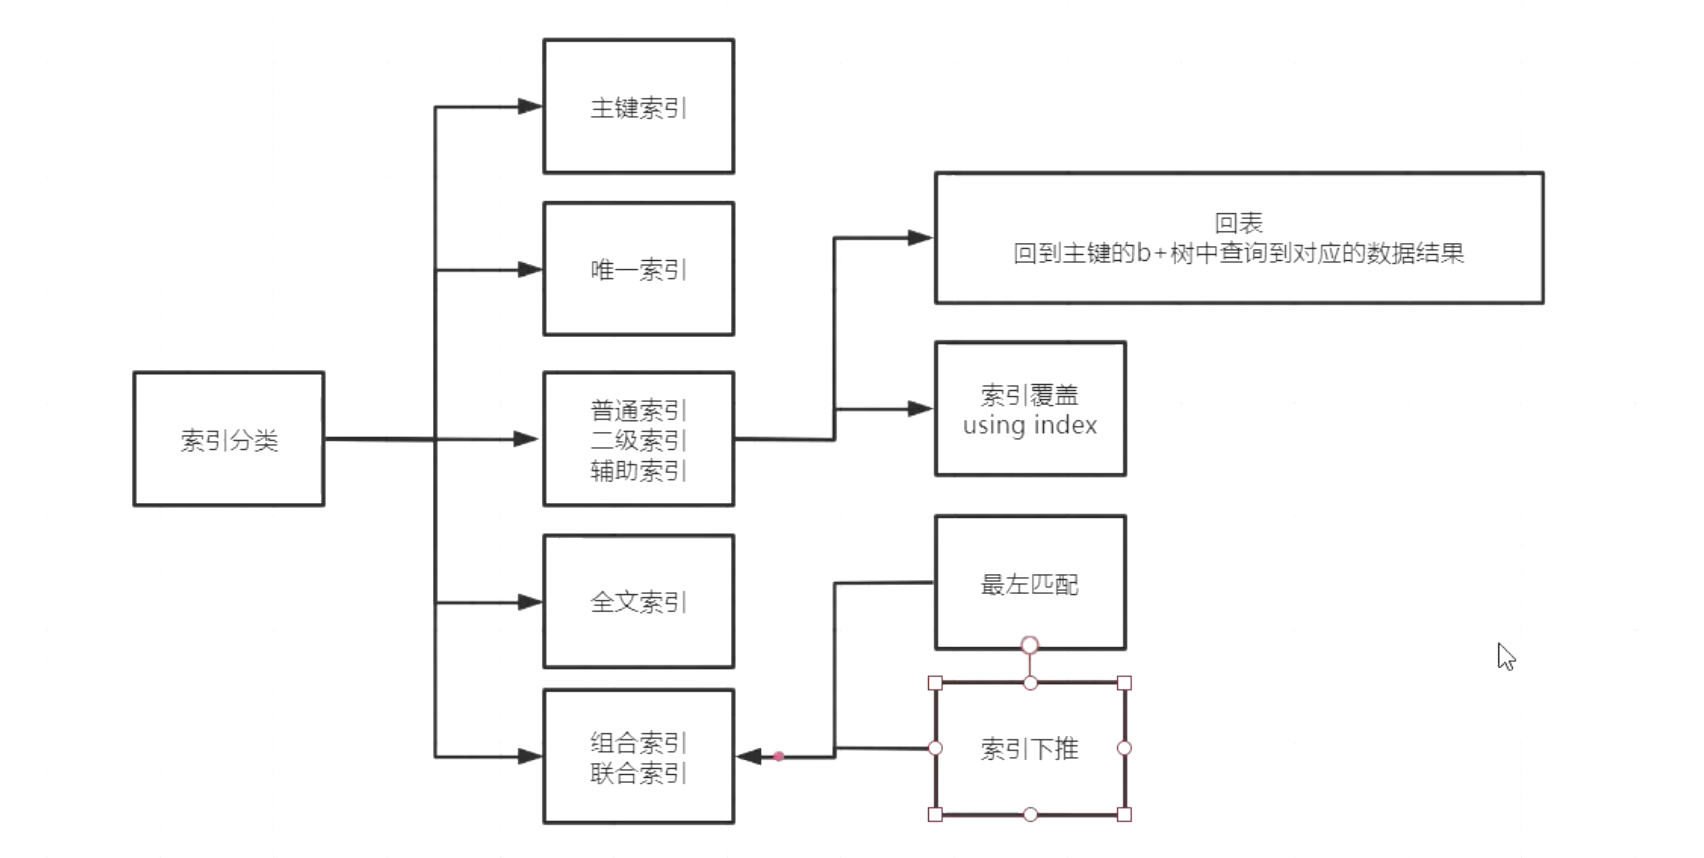 索引分类
主键索引
唯一索引
普通索引
二级索引
辅助索引
全文索引
组合索引
联合索引
回表
回到主键的b+树中查询到对应的数据结果
索引覆盖
using index
最左匹配
索引下推